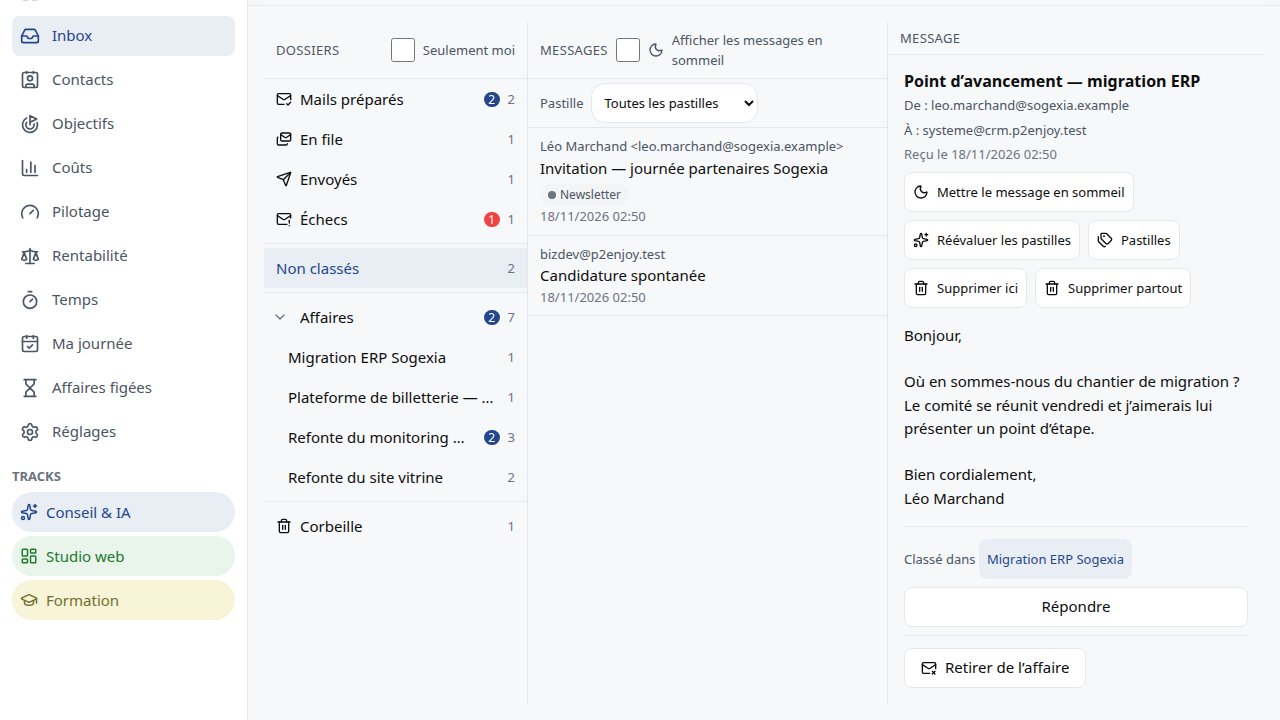 Inbox
Contacts
Objectifs
Coûts
Pilotage
Rentabilité
Temps
Ma journée
Affaires figées
Réglages
TRACKS
Conseil & IA
Studio web
Formation
DOSSIERS
Seulement moi
Mails préparés 2 2
En file 1
Envoyés 1
Échecs 1 1
Non classés 2
Affaires 2 7
Migration ERP Sogexia 1
Plateforme de billetterie — ... 1
Refonte du monitoring ... 2 3
Refonte du site vitrine 2
Corbeille 1
MESSAGES
Afficher les messages en
sommeil
Pastille Toutes les pastilles
Léo Marchand <leo.marchand@sogexia.example>
Invitation — journée partenaires Sogexia
Newsletter
18/11/2026 02:50
bizdev@p2enjoy.test
Candidature spontanée
18/11/2026 02:50
MESSAGE
Point d’avancement — migration ERP
De : leo.marchand@sogexia.example
À : systeme@crm.p2enjoy.test
Reçu le 18/11/2026 02:50
Mettre le message en sommeil
Réévaluer les pastilles
Pastilles
Supprimer ici
Supprimer partout
Bonjour,
Où en sommes-nous du chantier de migration ?
Le comité se réunit vendredi et j’aimerais lui
présenter un point d’étape.
Bien cordialement,
Léo Marchand
Classé dans Migration ERP Sogexia
Répondre
Retirer de l’affaire